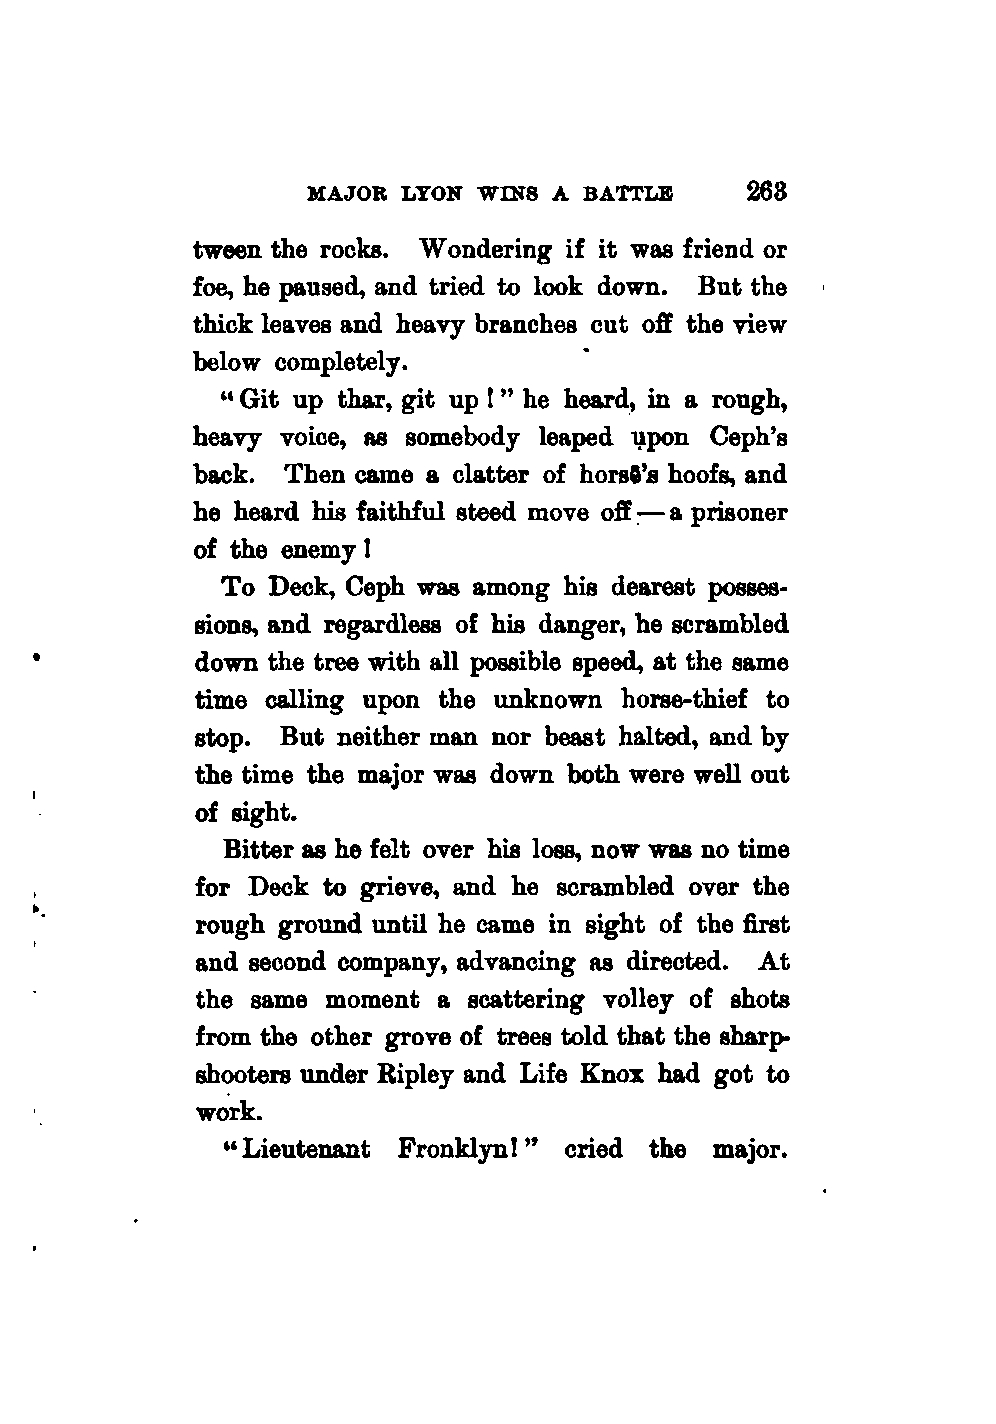 MAJOR LYON WINS A BATTLE 263
tween the rocks. Wondering if it was friend or
foe, he paused, and tried to look down. But the
thick leaves and heavy branches cut off the view
below completely.
“Git up thar, git up!” he heard, in a rough,
heavy voice, as somebody leaped upon Ceph's
back. Then came a clatter of horse's hoofs, and
he heard his faithful steed move off — a prisoner
of the enemy!
To Deck, Ceph was among his dearest posses-
sions, and regardless of his danger, he scrambled
down the tree with all possible speed, at the same
time calling upon the unknown horse-thief to
stop. But neither man nor beast halted, and by
the time the major was down both were well out
of sight.
Bitter as he felt over his loss, now was no time
for Deck to grieve, and he scrambled over the
rough ground until he came in sight of the first
and second company, advancing as directed. At
the same moment a scattering volley of shots
from the other grove of trees told that the sharp-
shooters under Ripley and Life Knox had got to
work.
“Lieutenant Fronklyn!” cried the major.